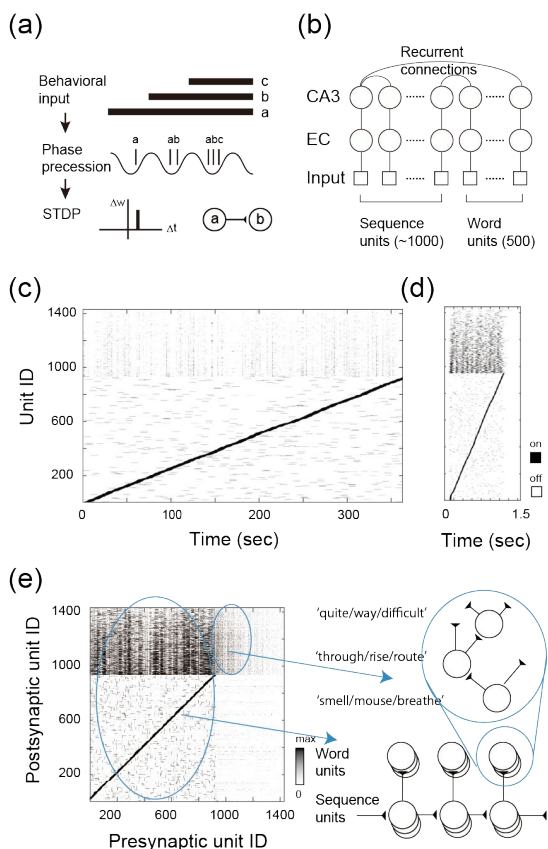 (a)
Behavioral
input
c
b
a
Phase
precession
a ab abc
STDP
Δw
Δt
a b
(b)
Recurrent
connections
CA3
EC
Input
Sequence
units (~1000)
Word
units (500)
(c)
Unit ID
1400
1000
600
200
0 100 200 300
Time (sec)
(d)
on
off
0 1.5
Time (sec)
(e)
Postsynaptic unit ID
1400
1000
600
200
200 600 1000 1400
Presynaptic unit ID
max
0
'quite/way/difficult'
'through/rise/route'
'smell/mouse/breathe'
Word
units
Sequence
units